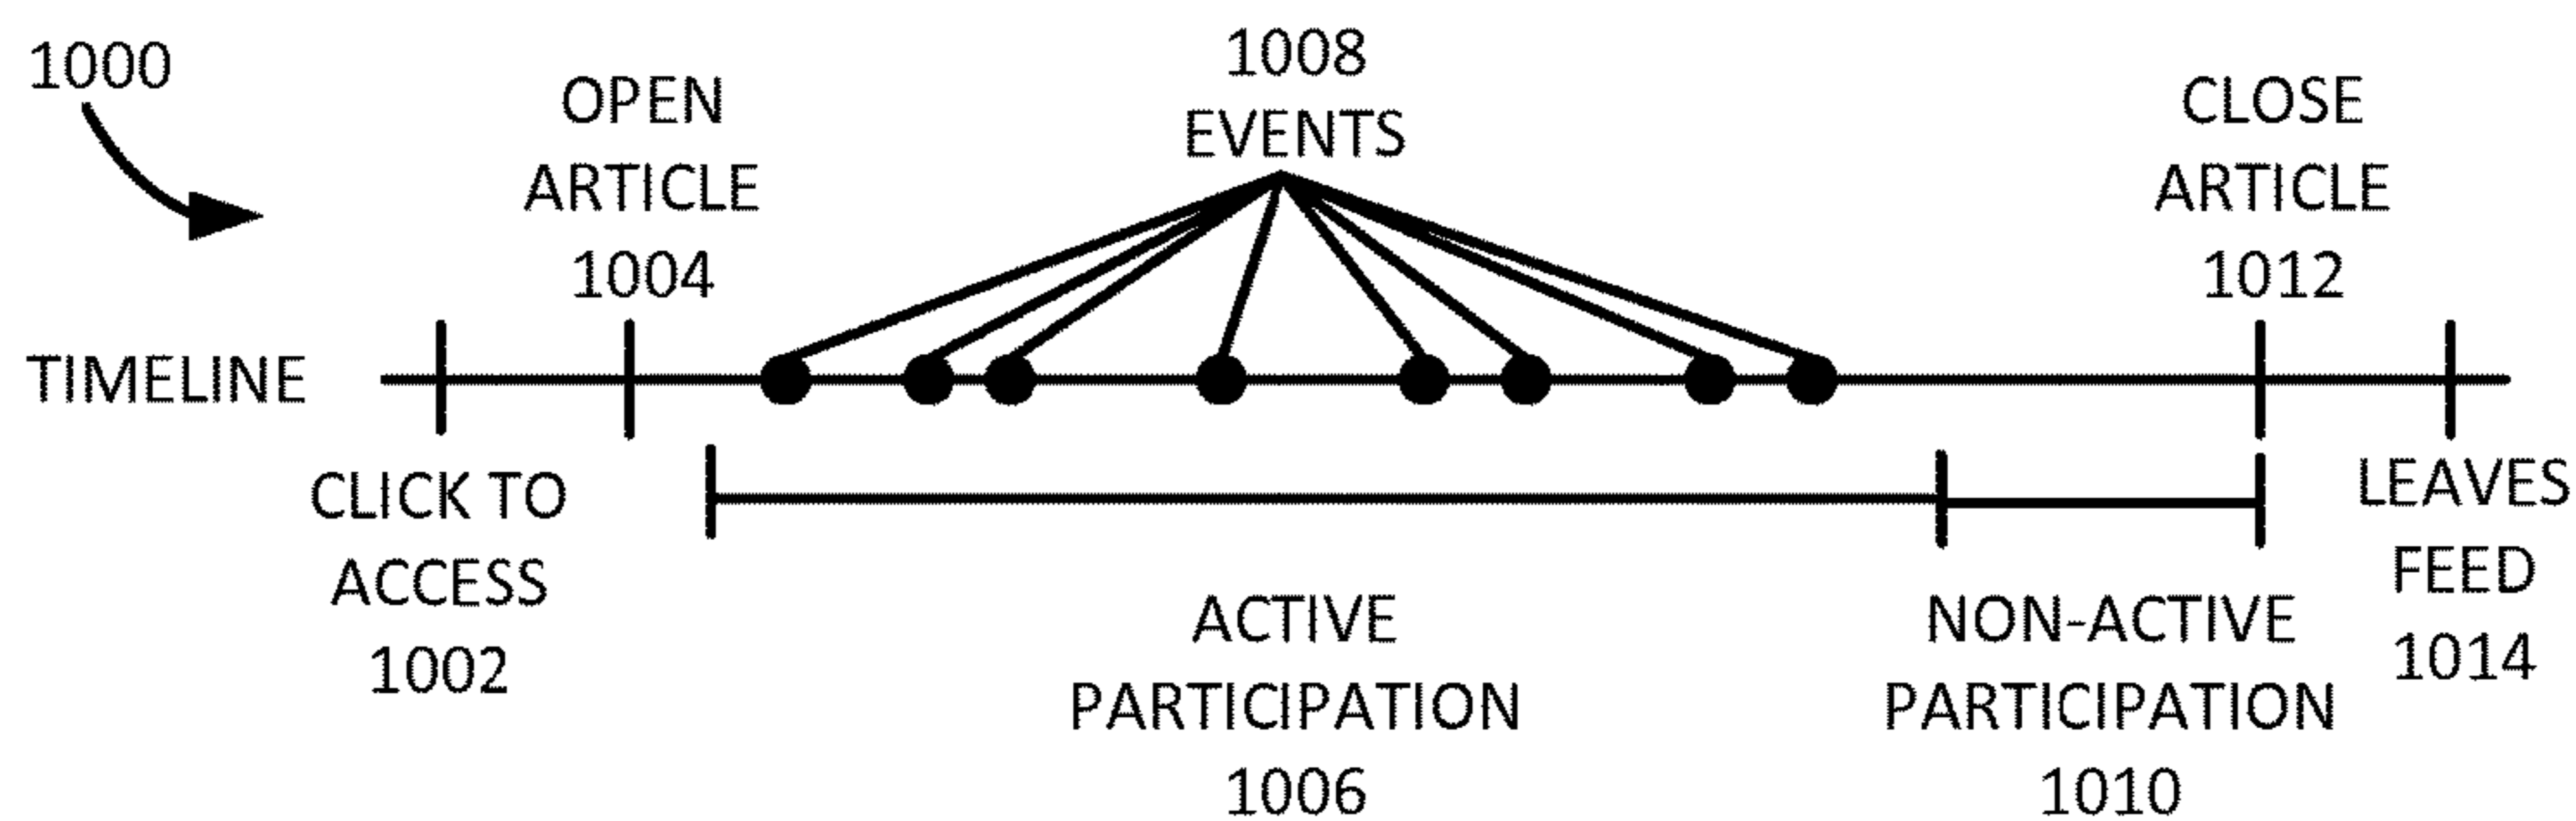 1000
OPEN
ARTICLE
1004
1008
EVENTS
CLOSE
ARTICLE
1012
TIMELINE
CLICK TO
ACCESS
1002
ACTIVE
PARTICIPATION
1006
NON-ACTIVE
PARTICIPATION
1010
LEAVES
FEED
1014